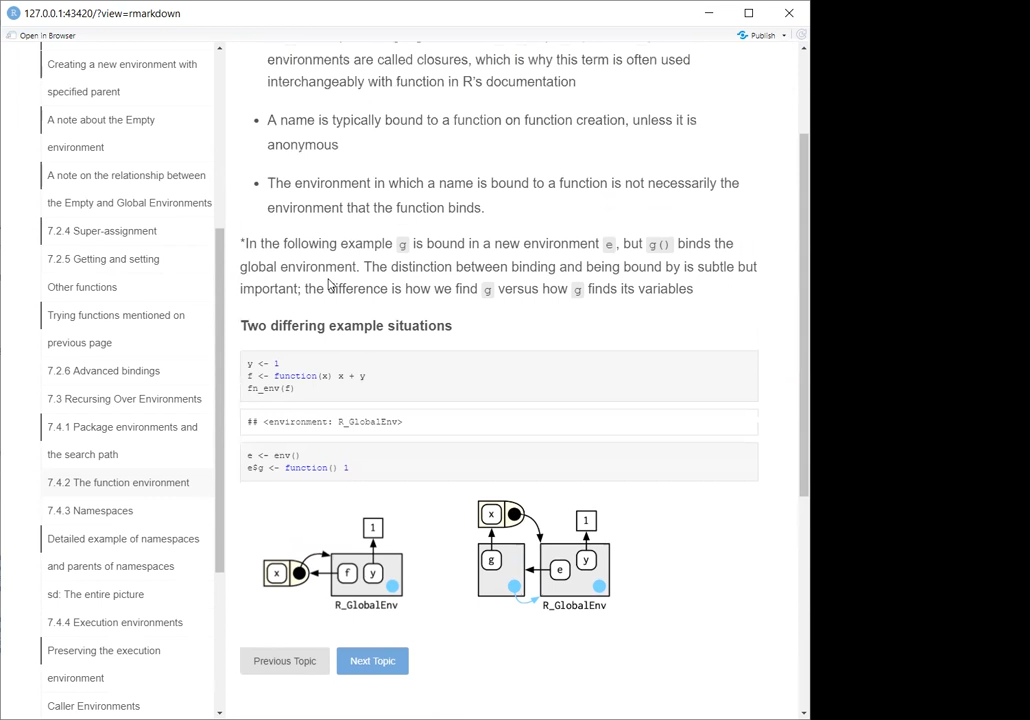 127.0.0.1:43420/?view=rmarkdown
Open in Browser
Publish
Creating a new environment with
specified parent
A note about the Empty
environment
A note on the relationship between
the Empty and Global Environments
7.2.4 Super-assignment
7.2.5 Getting and setting
Other functions
Trying functions mentioned on
previous page
7.2.6 Advanced bindings
7.3 Recursing Over Environments
7.4.1 Package environments and
the search path
7.4.2 The function environment
7.4.3 Namespaces
Detailed example of namespaces
and parents of namespaces
sd: The entire picture
7.4.4 Execution environments
Preserving the execution
environment
Caller Environments
environments are called closures, which is why this term is often used
interchangeably with function in R's documentation
• A name is typically bound to a function on function creation, unless it is
anonymous
• The environment in which a name is bound to a function is not necessarily the
environment that the function binds.
*In the following example g is bound in a new environment e, but g() binds the
global environment. The distinction between binding and being bound by is subtle but
important; the difference is how we find g versus how g finds its variables
Two differing example situations
y <- 1
f <- function(x) x + y
fn_env(f)
## <environment: R_GlobalEnv>
e <- env()
e$g <- function() 1
1
x f y
R_GlobalEnv
x 1
g e y
R_GlobalEnv
Previous Topic
Next Topic